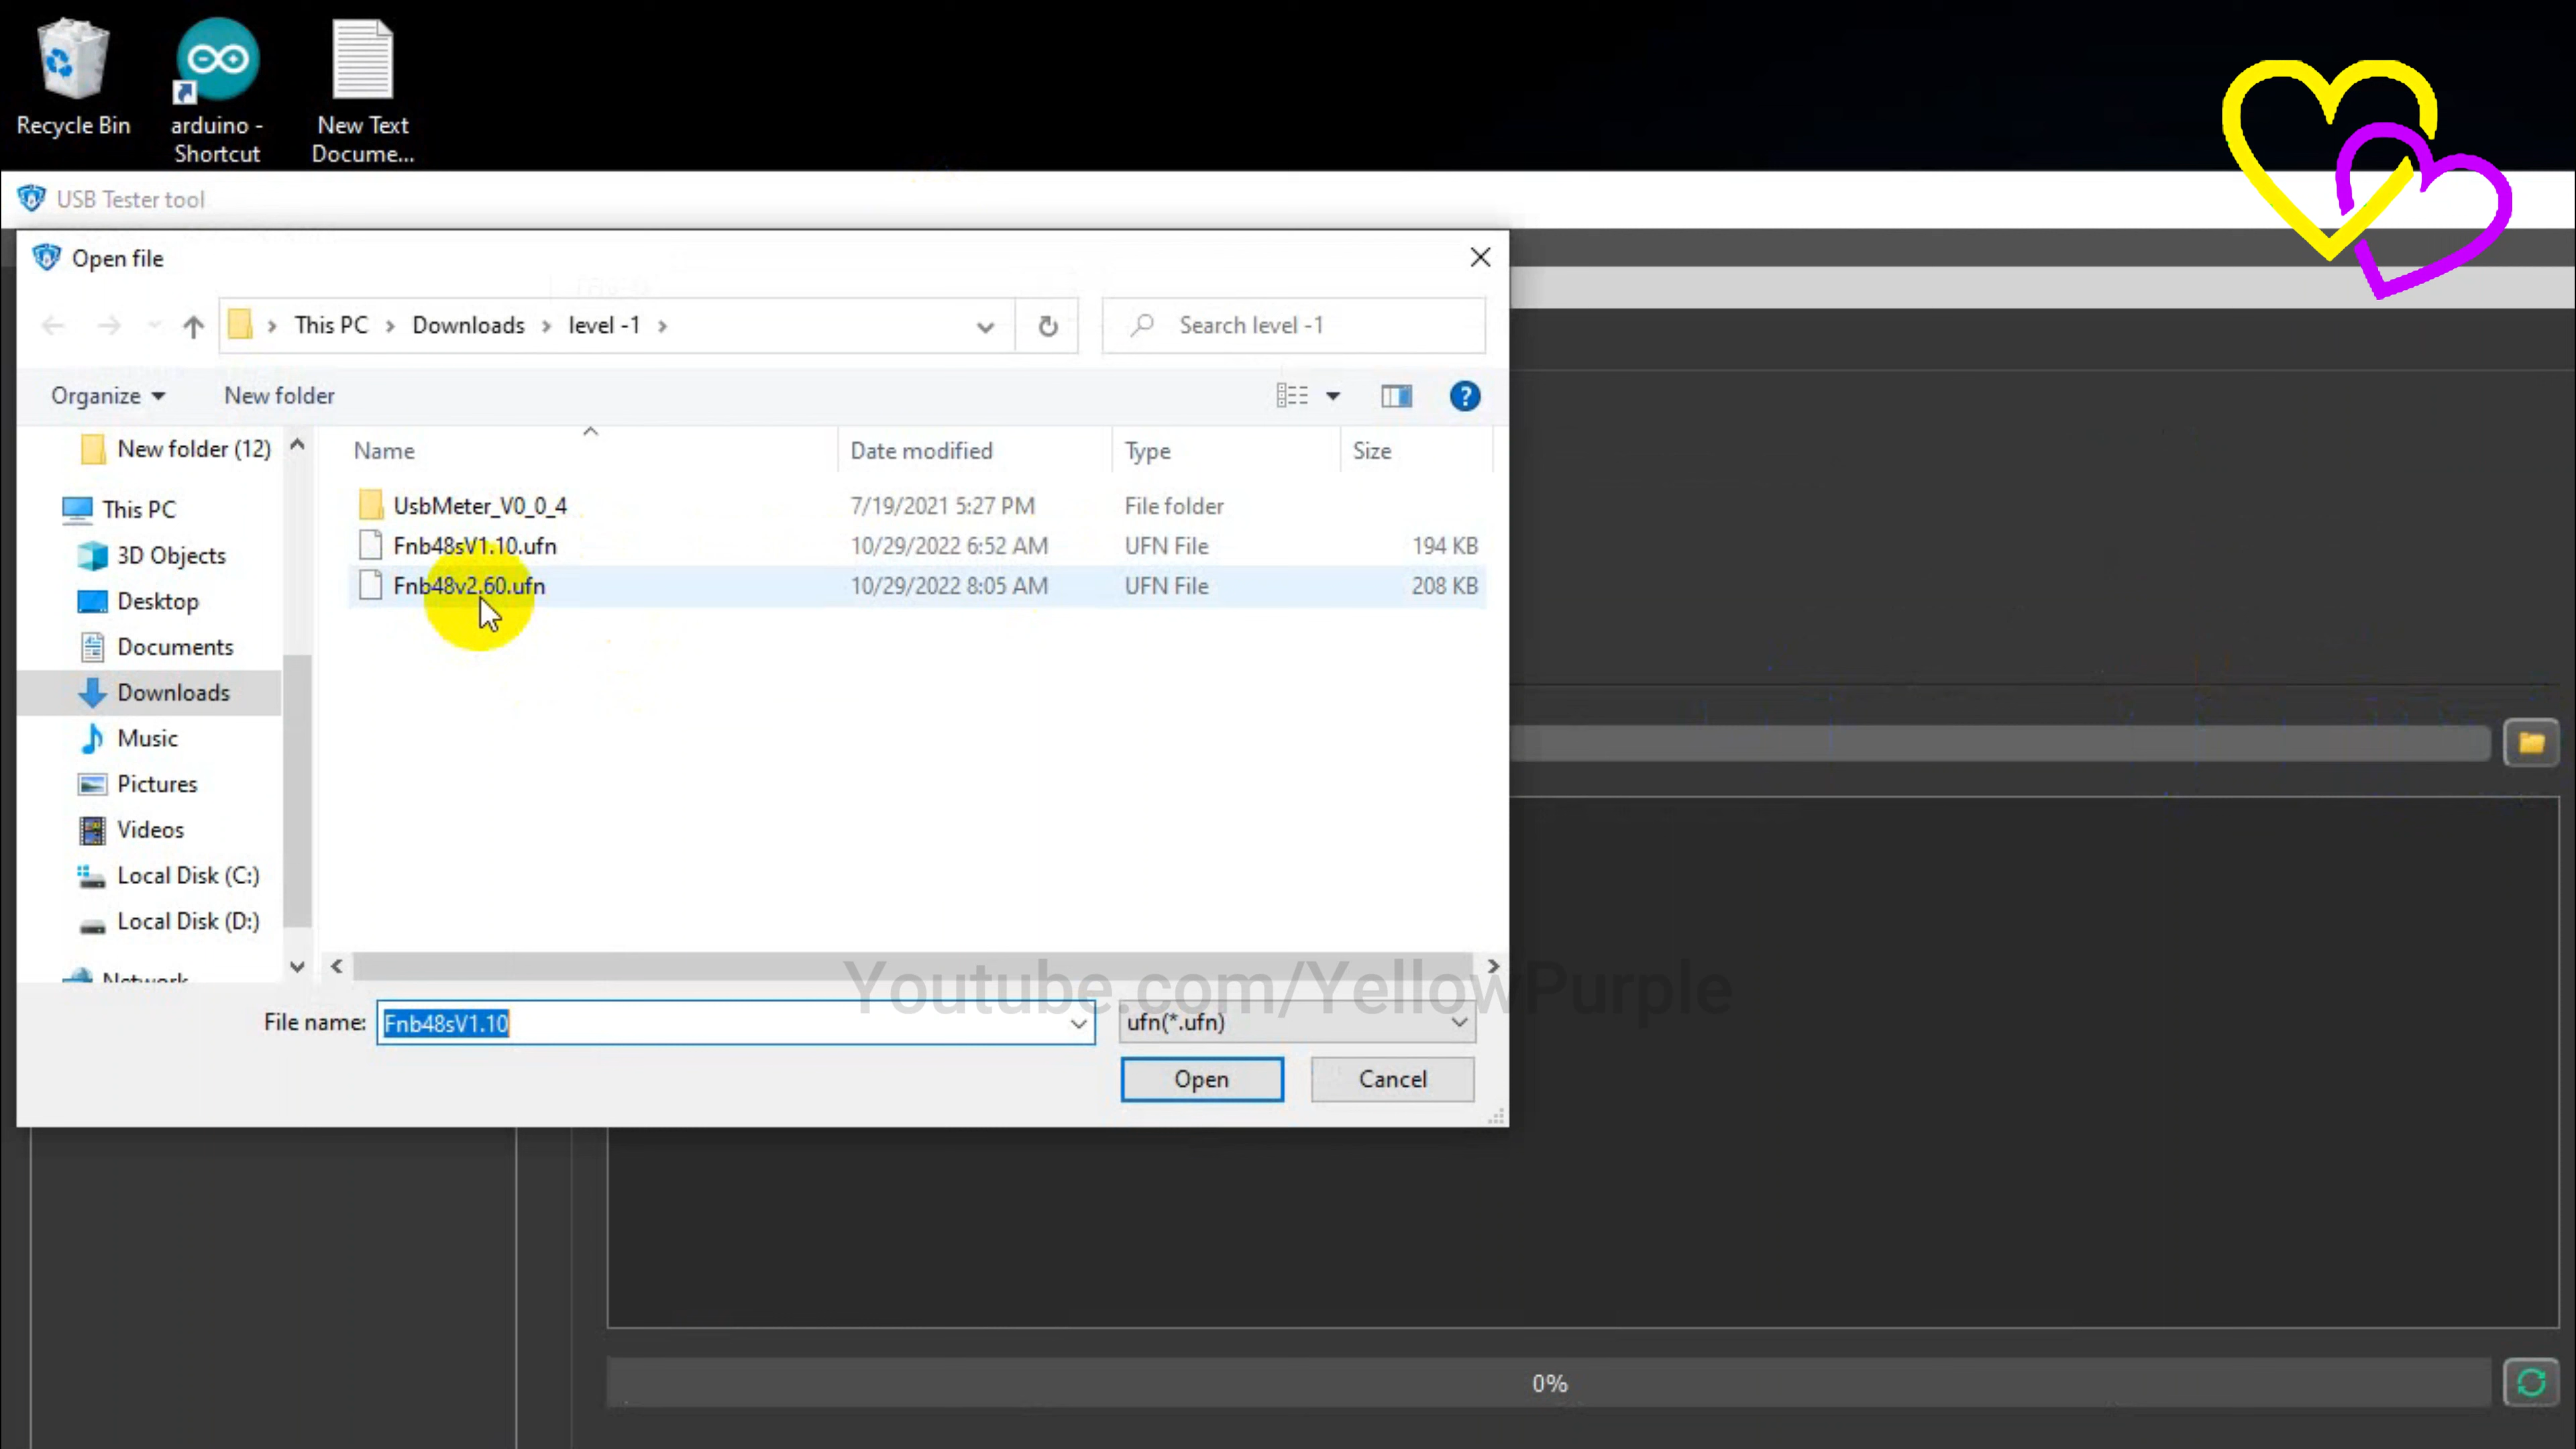 Recycle Bin
arduino -
Shortcut
New Text
Docume...
USB Tester tool
Open file
This PC
Downloads
level -1
Search level -1
Organize
New folder
New folder (12)
This PC
3D Objects
Desktop
Documents
Downloads
Music
Pictures
Videos
Local Disk (C:)
Local Disk (D:)
Network
Name Date modified Type Size
UsbMeter_V0_0_4 7/19/2021 5:27 PM File folder
Fnb48sV1.10.ufn 10/29/2022 6:52 AM UFN File 194 KB
Fnb48v2.60.ufn 10/29/2022 8:05 AM UFN File 208 KB
Youtube.com/YellowPurple
File name: Fnb48sV1.10
ufn(*.ufn)
Open
Cancel
0%